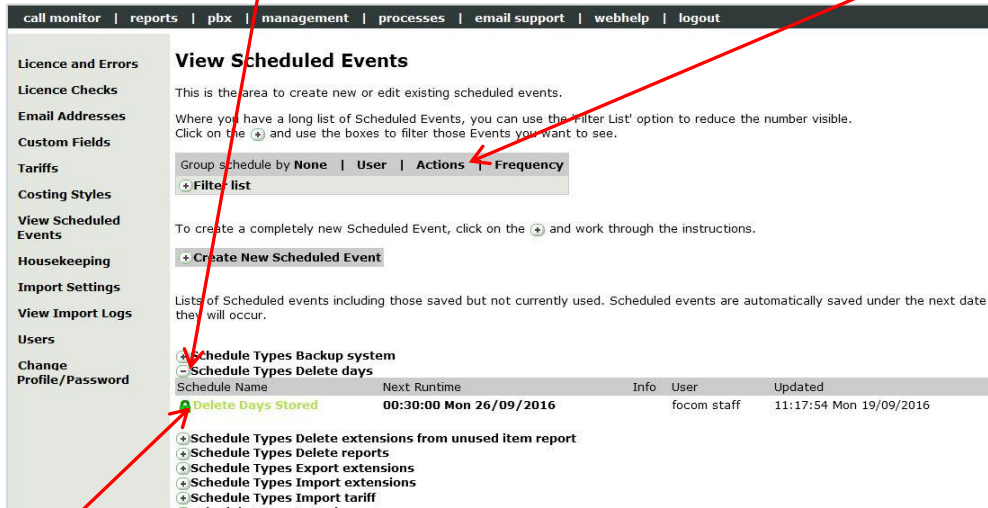 call monitor | reports | pbx | management | processes | email support | webhelp | logout
Licence and Errors
Licence Checks
Email Addresses
Custom Fields
Tariffs
Costing Styles
View Scheduled
Events
Housekeeping
Import Settings
View Import Logs
Users
Change
Profile/Password
View Scheduled Events
This is the area to create new or edit existing scheduled events.
Where you have a long list of Scheduled Events, you can use the 'Filter List' option to reduce the number visible.
Click on the + and use the boxes to filter those Events you want to see.
Group schedule by None | User | Actions | Frequency
+ Filter list
To create a completely new Scheduled Event, click on the + and work through the instructions.
+ Create New Scheduled Event
Lists of Scheduled events including those saved but not currently used. Scheduled events are automatically saved under the next date
they will occur.
+ Schedule Types Backup system
- Schedule Types Delete days
Schedule Name Next Runtime Info User Updated
Delete Days Stored 00:30:00 Mon 26/09/2016 focom staff 11:17:54 Mon 19/09/2016
+ Schedule Types Delete extensions from unused item report
+ Schedule Types Delete reports
+ Schedule Types Export extensions
+ Schedule Types Import extensions
+ Schedule Types Import tariff